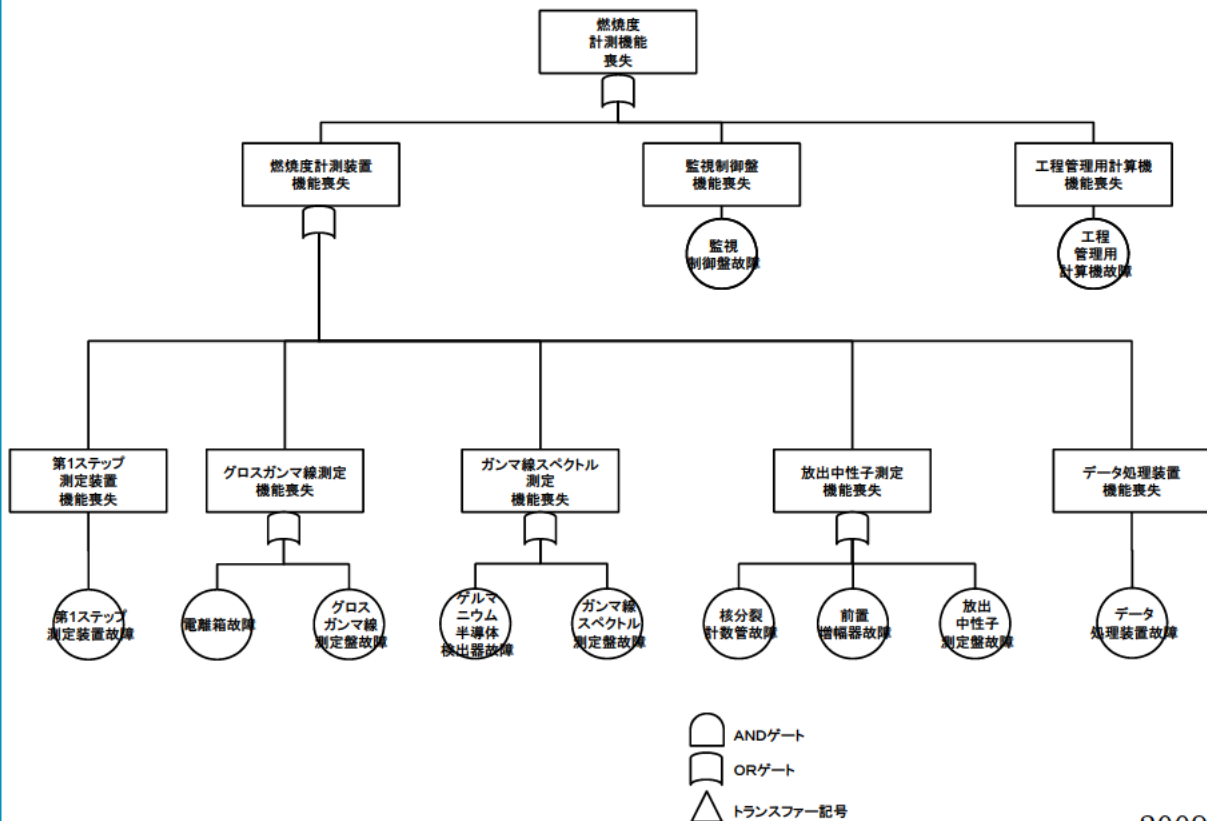 燃焼度
計測機能
喪失
燃焼度計測装置
機能喪失
監視制御盤
機能喪失
工程管理用計算機
機能喪失
監視
制御盤故障
工程
管理用
計算機故障
第1ステップ
測定装置
機能喪失
グロスガンマ線測定
機能喪失
ガンマ線スペクトル
測定
機能喪失
放出中性子測定
機能喪失
データ処理装置
機能喪失
第1ステップ
測定装置故障
電離箱故障
グロス
ガンマ線
測定盤故障
ゲルマ
ニウム
半導体
検出器故障
ガンマ線
スペクトル
測定盤故障
核分裂
計数管故障
前置
増幅器故障
放出
中性子
測定盤故障
データ
処理装置故障
ANDゲート
ORゲート
トランスファー記号